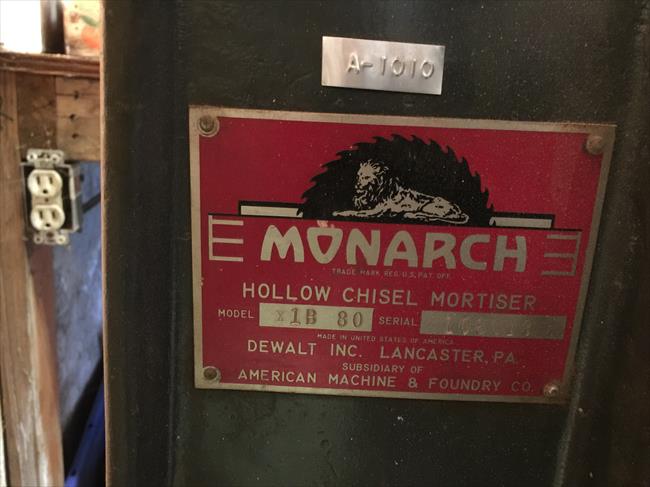 A-1010
MONARCH
TRADE MARK REG. U.S. PAT. OFF.
HOLLOW CHISEL MORTISER
MODEL X1B 80 SERIAL
MADE IN UNITED STATES OF AMERICA
DEWALT INC. LANCASTER, PA.
SUBSIDIARY OF
AMERICAN MACHINE & FOUNDRY CO.